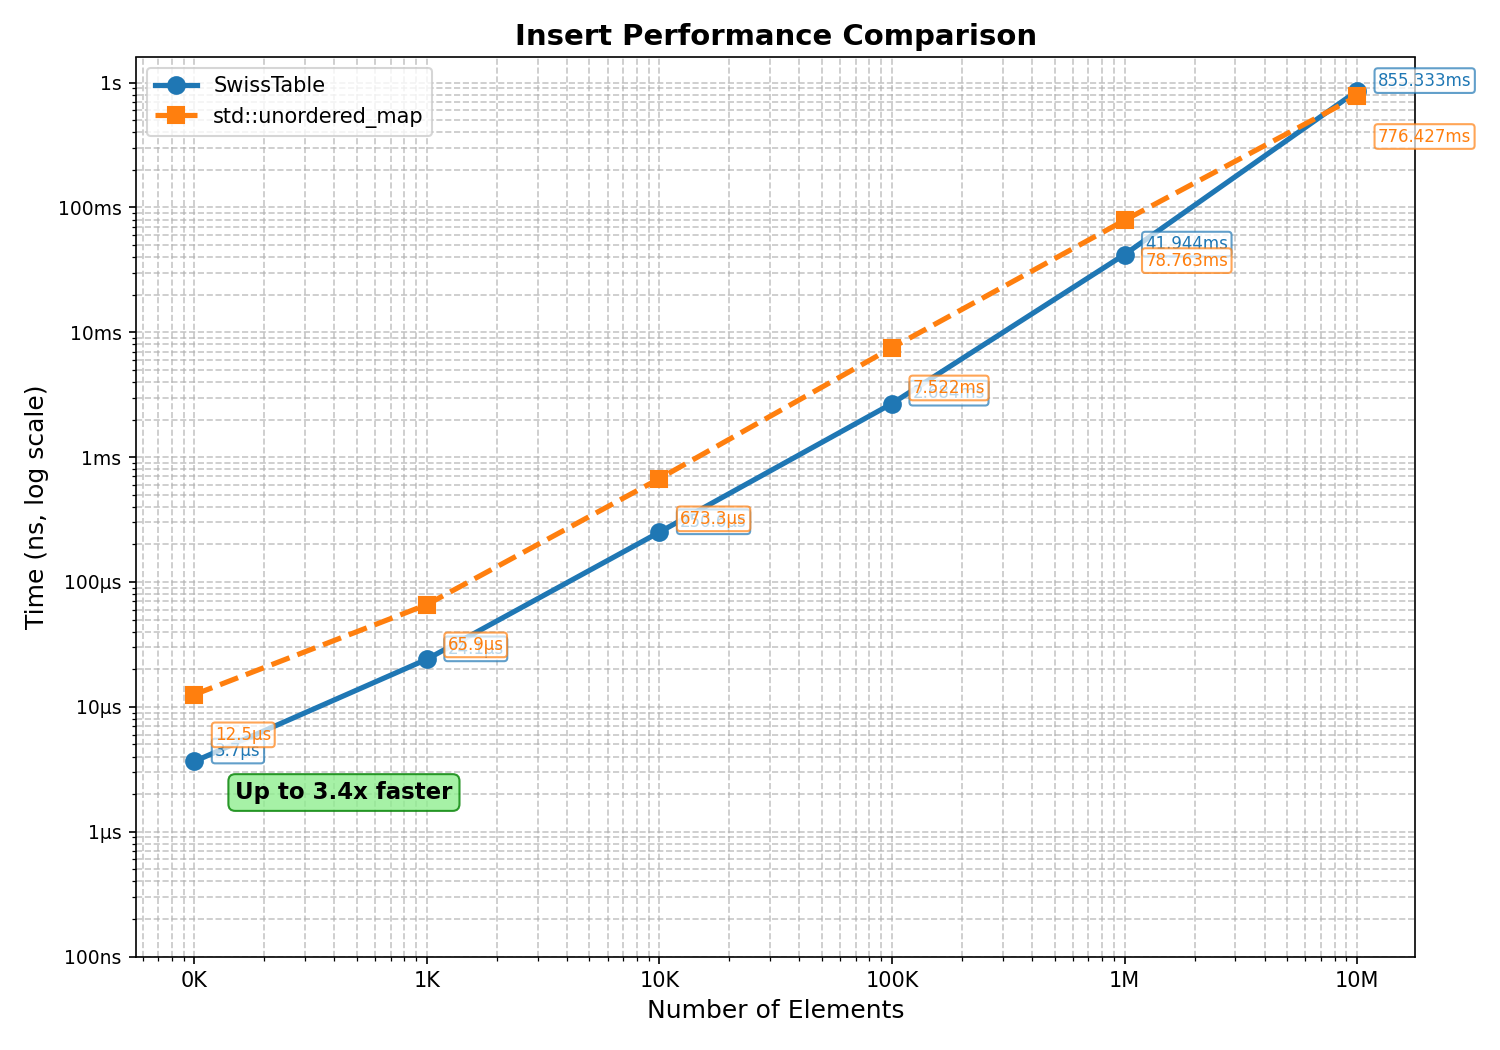 Insert Performance Comparison
SwissTable
std::unordered_map
Time (ns, log scale)
1s
100ms
10ms
1ms
100µs
10µs
1µs
100ns
855.333ms
776.427ms
41.944ms
78.763ms
7.522ms
673.3µs
65.9µs
12.5µs
3.7µs
Up to 3.4x faster
0K
1K
10K
100K
1M
10M
Number of Elements